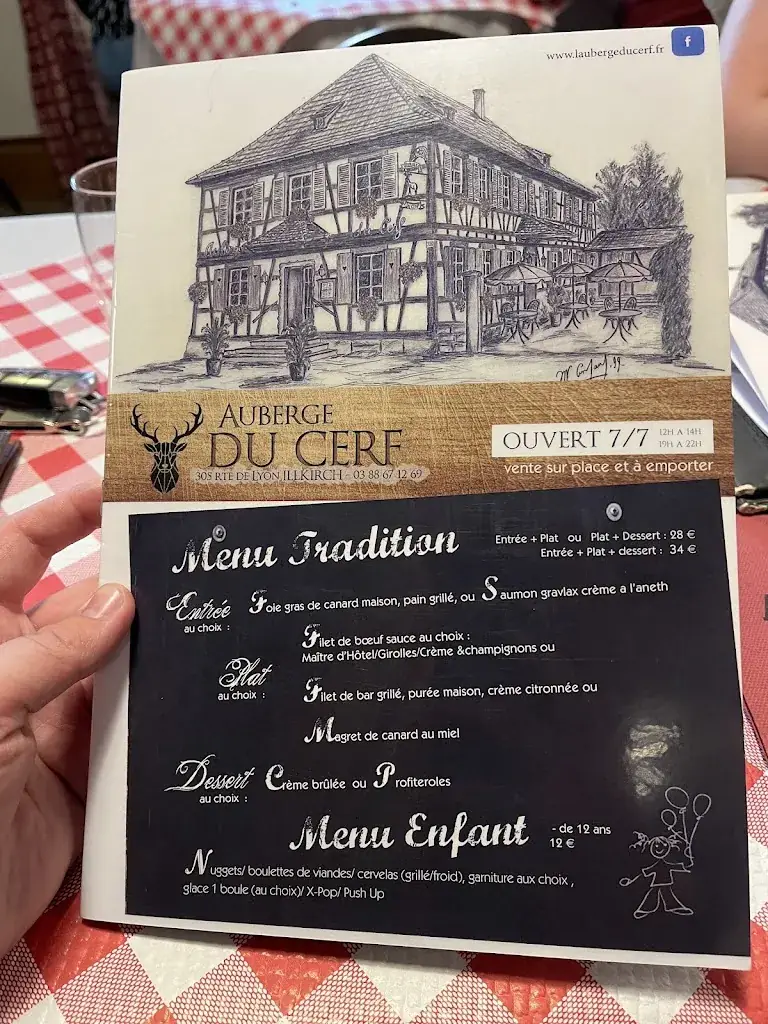 www.laubergeducerf.fr
f
AUBERGE
DU CERF
305 RTE DE LYON ILLKIRCH - 03 88 67 12 69
OUVERT 7/7 12H A 14H
19H A 22H
vente sur place et à emporter
Menu Tradition
Entrée + Plat ou Plat + Dessert : 28 €
Entrée + Plat + dessert : 34 €
Entrée
au choix :
Foie gras de canard maison, pain grillé, ou Saumon gravlax crème a l'aneth
Plat
au choix :
Filet de bœuf sauce au choix :
Maître d'Hôtel/Girolles/Crème &champignons ou
Filet de bar grillé, purée maison, crème citronnée ou
Magret de canard au miel
Dessert
au choix :
Crème brûlée ou Profiteroles
Menu Enfant
- de 12 ans
12 €
Nuggets/ boulettes de viandes/ cervelas (grillé/froid), garniture aux choix ,
glace 1 boule (au choix)/ X-Pop/ Push Up